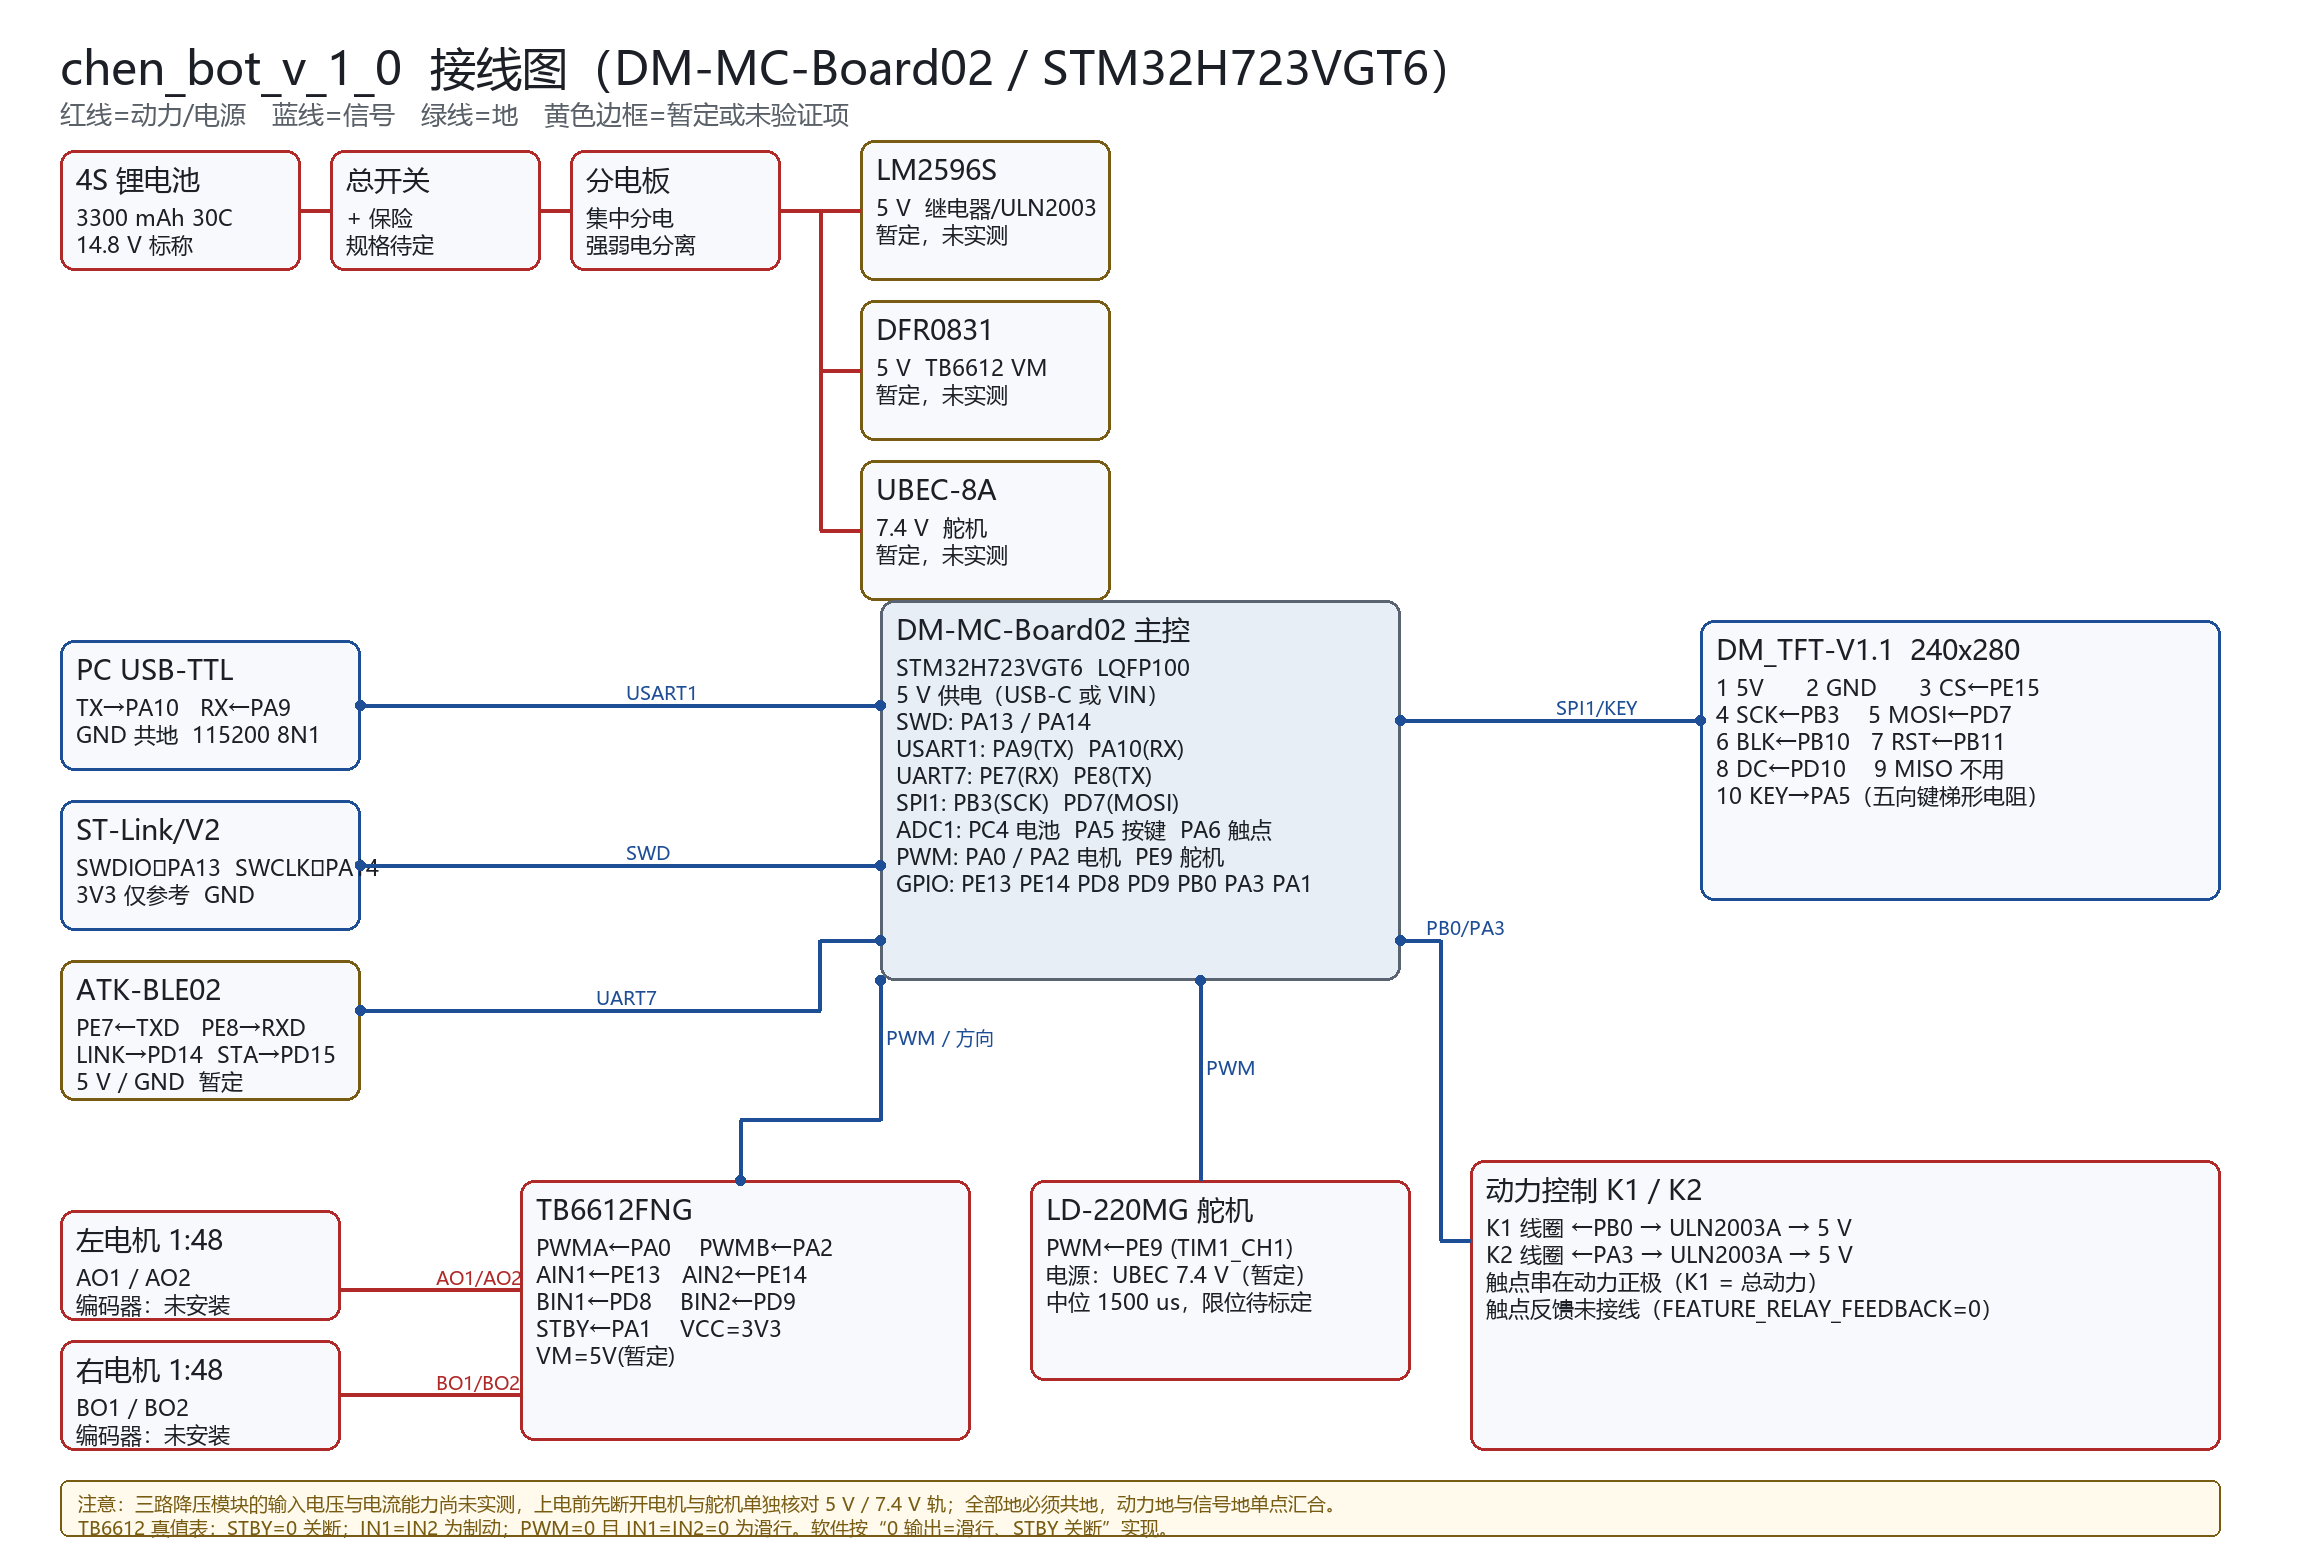 chen_bot_v_1_0 接线图（DM-MC-Board02 / STM32H723VGT6）
红线=动力/电源 蓝线=信号 绿线=地 黄色边框=暂定或未验证项
4S 锂电池
3300 mAh 30C
14.8 V 标称
总开关
+ 保险
规格待定
分电板
集中分电
强弱电分离
LM2596S
5 V 继电器/ULN2003
暂定，未实测
DFR0831
5 V TB6612 VM
暂定，未实测
UBEC-8A
7.4 V 舵机
暂定，未实测
PC USB-TTL
TX→PA10 RX←PA9
GND 共地 115200 8N1
USART1
ST-Link/V2
SWDIO□PA13 SWCLK□PA14
3V3 仅参考 GND
SWD
ATK-BLE02
PE7←TXD PE8→RXD
LINK→PD14 STA→PD15
5 V / GND 暂定
UART7
DM-MC-Board02 主控
STM32H723VGT6 LQFP100
5 V 供电（USB-C 或 VIN）
SWD: PA13 / PA14
USART1: PA9(TX) PA10(RX)
UART7: PE7(RX) PE8(TX)
SPI1: PB3(SCK) PD7(MOSI)
ADC1: PC4 电池 PA5 按键 PA6 触点
PWM: PA0 / PA2 电机 PE9 舵机
GPIO: PE13 PE14 PD8 PD9 PB0 PA3 PA1
SPI1/KEY
DM_TFT-V1.1 240x280
1 5V 2 GND 3 CS←PE15
4 SCK←PB3 5 MOSI←PD7
6 BLK←PB10 7 RST←PB11
8 DC←PD10 9 MISO 不用
10 KEY→PA5（五向键梯形电阻）
PB0/PA3
PWM / 方向
PWM
左电机 1:48
AO1 / AO2
编码器：未安装
AO1/AO2
右电机 1:48
BO1 / BO2
编码器：未安装
BO1/BO2
TB6612FNG
PWMA←PA0 PWMB←PA2
AIN1←PE13 AIN2←PE14
BIN1←PD8 BIN2←PD9
STBY←PA1 VCC=3V3
VM=5V(暂定)
LD-220MG 舵机
PWM←PE9 (TIM1_CH1)
电源：UBEC 7.4 V（暂定）
中位 1500 us，限位待标定
动力控制 K1 / K2
K1 线圈 ←PB0 → ULN2003A → 5 V
K2 线圈 ←PA3 → ULN2003A → 5 V
触点串在动力正极（K1 = 总动力）
触点反馈未接线（FEATURE_RELAY_FEEDBACK=0）
注意：三路降压模块的输入电压与电流能力尚未实测，上电前先断开电机与舵机单独核对 5 V / 7.4 V 轨；全部地必须共地，动力地与信号地单点汇合。
TB6612 真值表：STBY=0 关断；IN1=IN2 为制动；PWM=0 且 IN1=IN2=0 为滑行。软件按“0 输出=滑行、STBY 关断”实现。